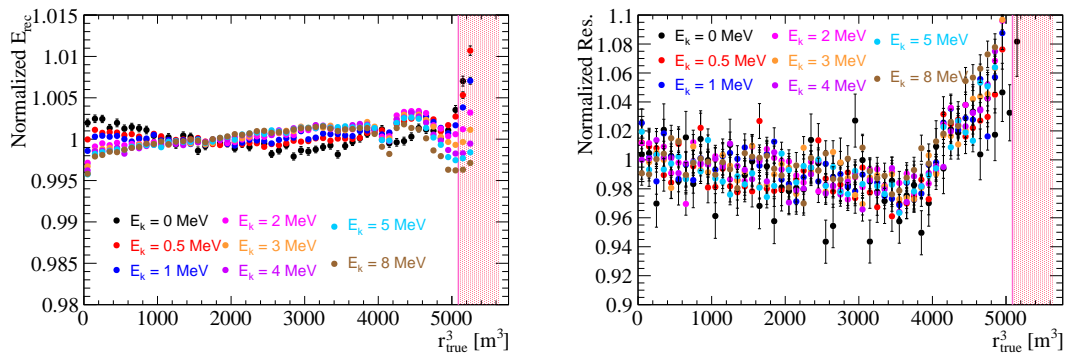 Normalized E_rec
1.015
1.01
1.005
1
0.995
0.99
0.985
0.98
E_k = 0 MeV
E_k = 2 MeV
E_k = 5 MeV
E_k = 0.5 MeV
E_k = 3 MeV
E_k = 8 MeV
E_k = 1 MeV
E_k = 4 MeV
0 1000 2000 3000 4000 5000
r^3_true [m^3]
Normalized Res.
1.1
1.08
1.06
1.04
1.02
1
0.98
0.96
0.94
0.92
0.9
E_k = 0 MeV
E_k = 2 MeV
E_k = 5 MeV
E_k = 0.5 MeV
E_k = 3 MeV
E_k = 8 MeV
E_k = 1 MeV
E_k = 4 MeV
0 1000 2000 3000 4000 5000
r^3_true [m^3]